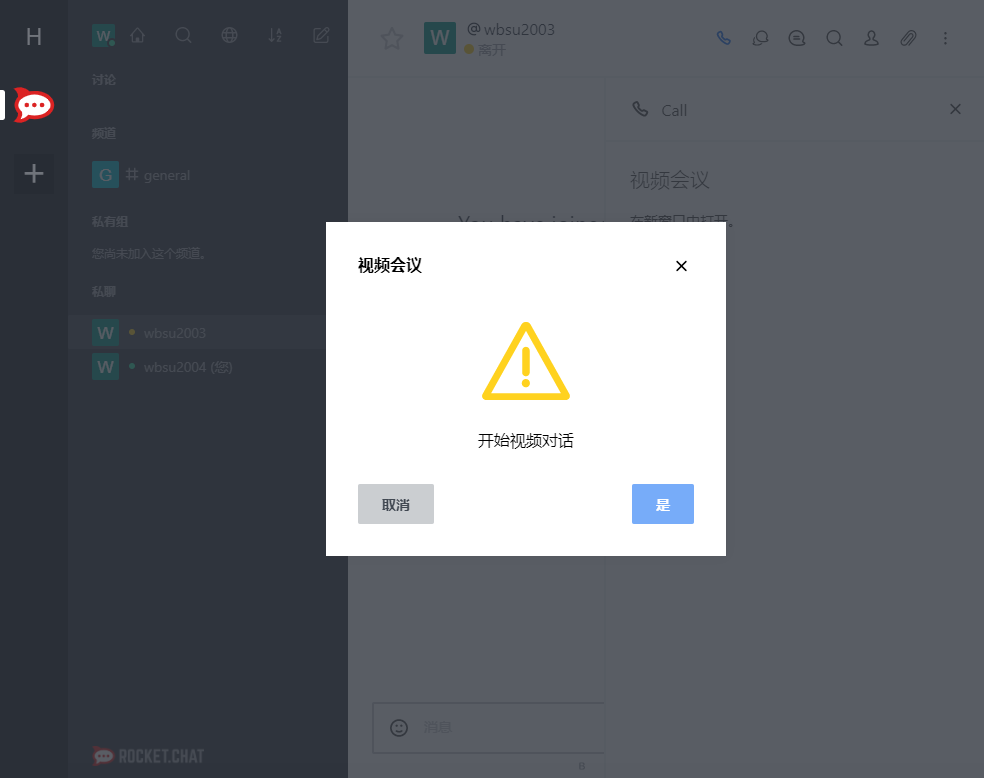 H
W
讨论
频道
G
general
私有组
您尚未加入这个频道。
私聊
W wbsu2003
W wbsu2004 (您)
ROCKET.CHAT
W @wbsu2003
离开
Call
视频会议
在新窗口中打开。
You have joine
视频会议
开始视频对话
取消
是
消息